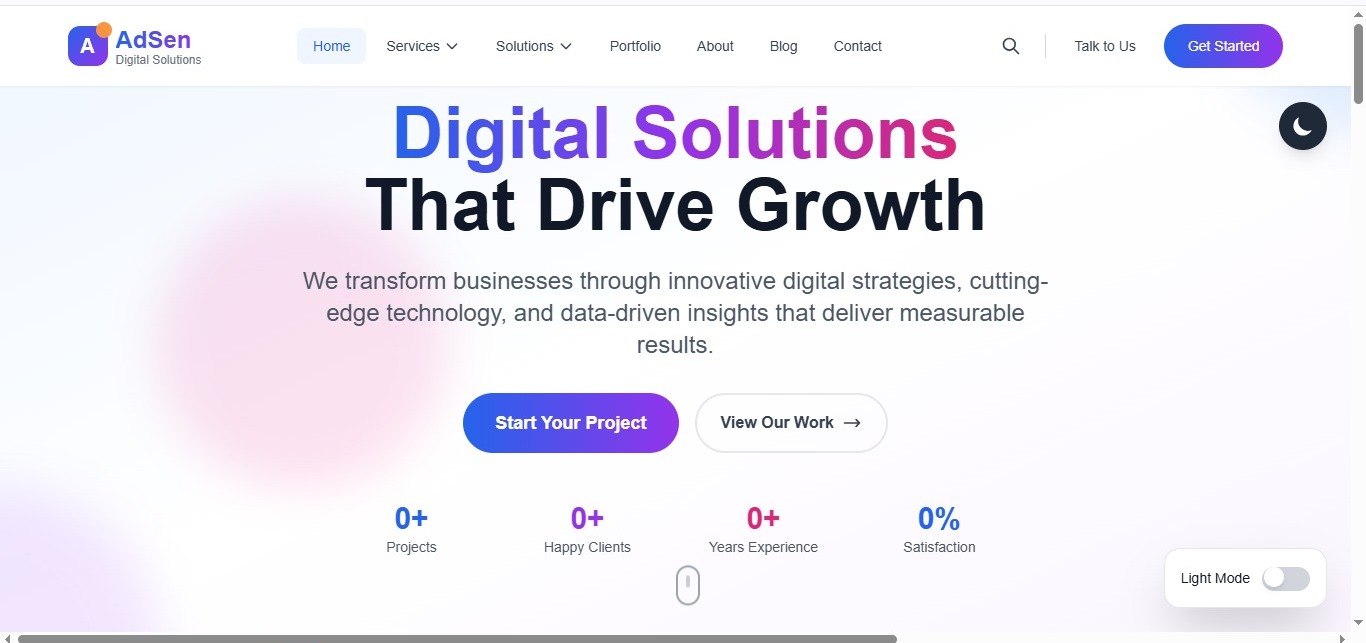 A
AdSen
Digital Solutions
Home
Services
Solutions
Portfolio
About
Blog
Contact
Talk to Us
Get Started
Digital Solutions
That Drive Growth
We transform businesses through innovative digital strategies, cutting-
edge technology, and data-driven insights that deliver measurable
results.
Start Your Project
View Our Work →
0+
Projects
0+
Happy Clients
0+
Years Experience
0%
Satisfaction
Light Mode